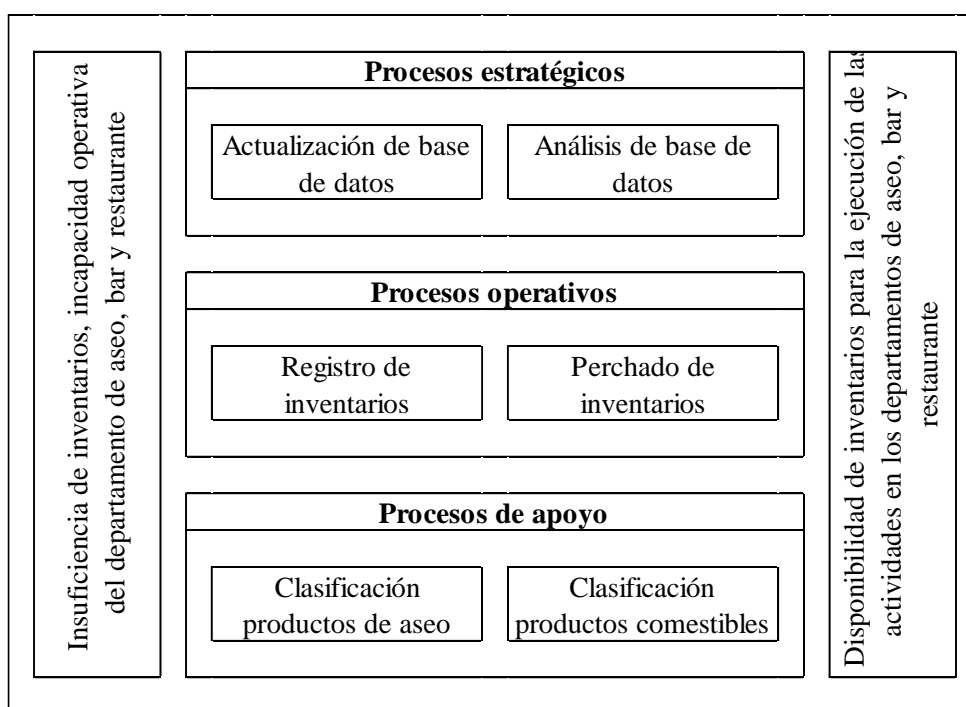 Insuficiencia de inventarios, incapacidad operativa
del departamento de aseo, bar y restaurante
Procesos estratégicos
Actualización de base
de datos
Análisis de base de
datos
Procesos operativos
Registro de
inventarios
Perchado de
inventarios
Procesos de apoyo
Clasificación
productos de aseo
Clasificación
productos comestibles
Disponibilidad de inventarios para la ejecución de las
actividades en los departamentos de aseo, bar y
restaurante